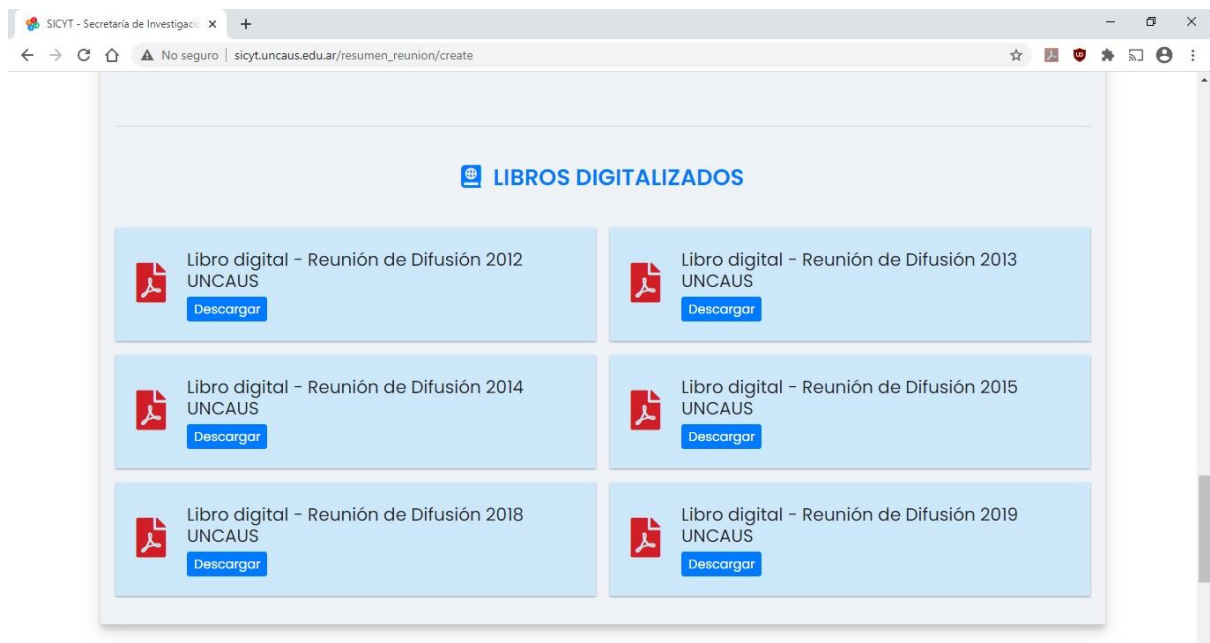 SICYT - Secretaría de Investigació
No seguro | sicyt.uncaus.edu.ar/resumen_reunion/create
LIBROS DIGITALIZADOS
Libro digital - Reunión de Difusión 2012
UNCAUS
Descargar
Libro digital - Reunión de Difusión 2013
UNCAUS
Descargar
Libro digital - Reunión de Difusión 2014
UNCAUS
Descargar
Libro digital - Reunión de Difusión 2015
UNCAUS
Descargar
Libro digital - Reunión de Difusión 2018
UNCAUS
Descargar
Libro digital - Reunión de Difusión 2019
UNCAUS
Descargar